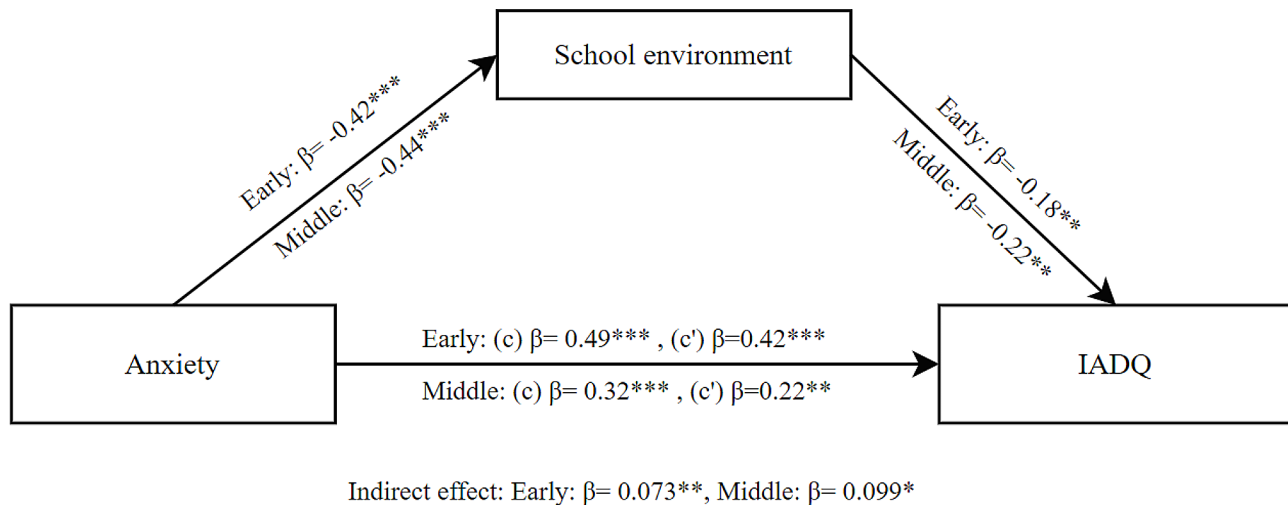 School environment
Early: β= -0.42***
Middle: β= -0.44***
Early: β= -0.18**
Middle: β= -0.22**
Anxiety
Early: (c) β= 0.49*** , (c') β=0.42***
Middle: (c) β= 0.32*** , (c') β=0.22**
IADQ
Indirect effect: Early: β= 0.073**, Middle: β= 0.099*